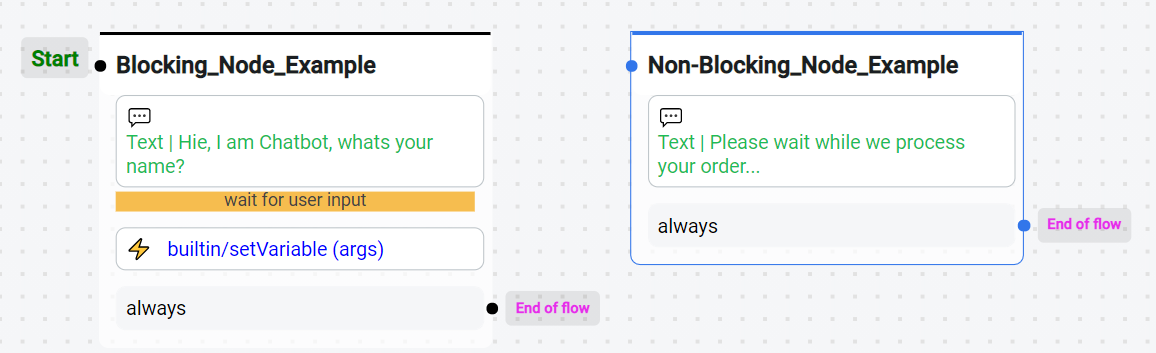 Start
Blocking_Node_Example
Text | Hie, I am Chatbot, whats your
name?
wait for user input
builtin/setVariable (args)
always
End of flow
Non-Blocking_Node_Example
Text | Please wait while we process
your order...
always
End of flow